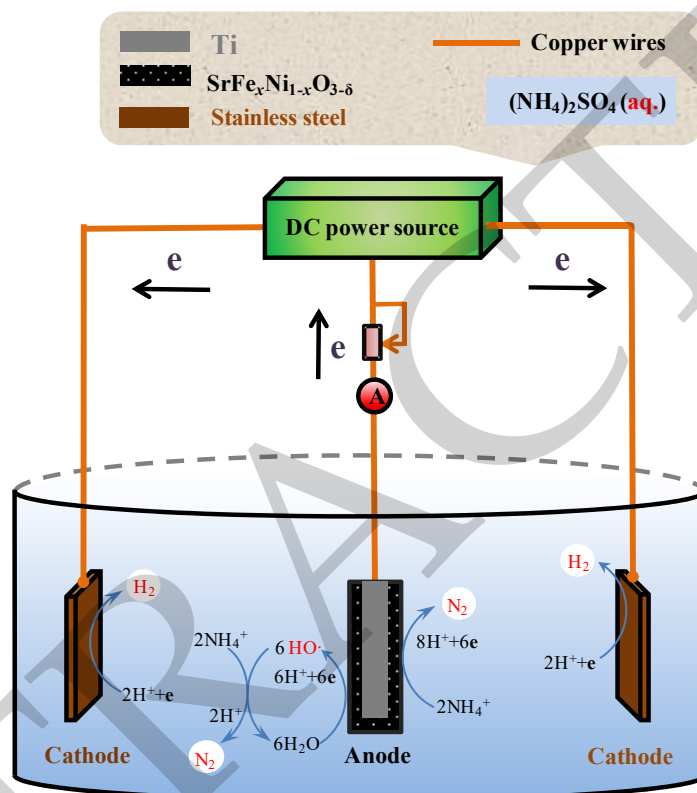 Ti
SrFeₓNi₁₋ₓO₃₋δ
Stainless steel
Copper wires
(NH₄)₂SO₄ (aq.)
DC power source
e
e
e
A
H₂
2H⁺+e
Cathode
2NH₄⁺
2H⁺
N₂
6 HO·
6H⁺+6e
6H₂O
Anode
N₂
8H⁺+6e
2NH₄⁺
H₂
2H⁺+e
Cathode